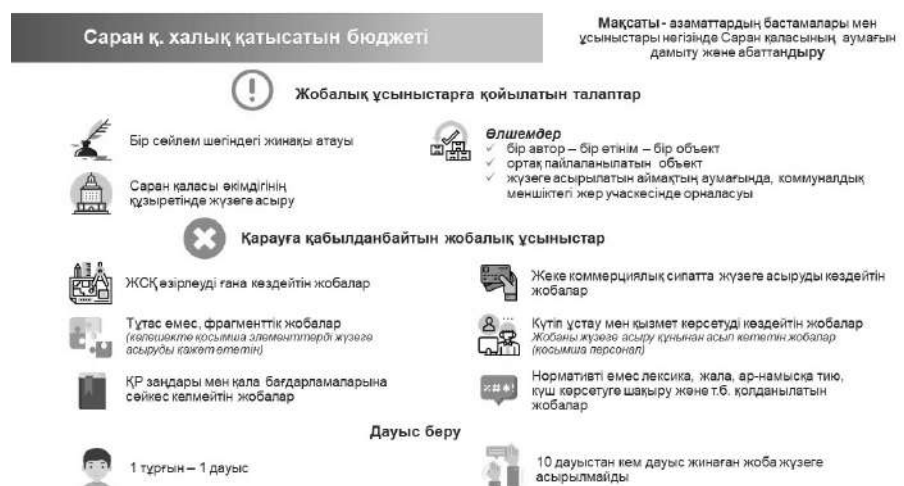 Саран қ. халық қатысатын бюджеті
Мақсаты - азаматтардың бастамалары мен
ұсыныстары негізінде Саран қаласының аумағын
дамыту және абаттандыру
Жобалық ұсыныстарға қойылатын талаптар
Бір сөйлем шегіндегі жинақы атауы
Саран қаласы әкімдігінің
құзыретінде жүзеге асыру
Өлшемдер
✓ бір автор – бір өтінім – бір объект
✓ ортақ пайлаланылатын объект
✓ жүзеге асырылатын аймақтың аумағында, коммуналдық
меншіктегі жер учаскесінде орналасуы
Қарауға қабылданбайтын жобалық ұсыныстар
ЖСҚ әзірлеуді ғана көздейтін жобалар
Тұтас емес, фрагменттік жобалар
(келешекте қосымша элементтерді жүзеге
асыруды қажет ететін)
ҚР заңдары мен қала бағдарламаларына
сәйкес келмейтін жобалар
Жеке коммерциялық сипатта жүзеге асыруды көздейтін
жобалар
Күтіп ұстау мен қызмет көрсетуді көздейтін жобалар
Жобаны жүзеге асыру құнынан асып кететін жобалар
(қосымша персонал)
Нормативті емес лексика, жала, ар-намысқа тию,
күш көрсетуге шақыру және т.б. қолданылатын
жобалар
Дауыс беру
1 тұрғын – 1 дауыс
10 дауыстан кем дауыс жинаған жоба жүзеге
асырылмайды